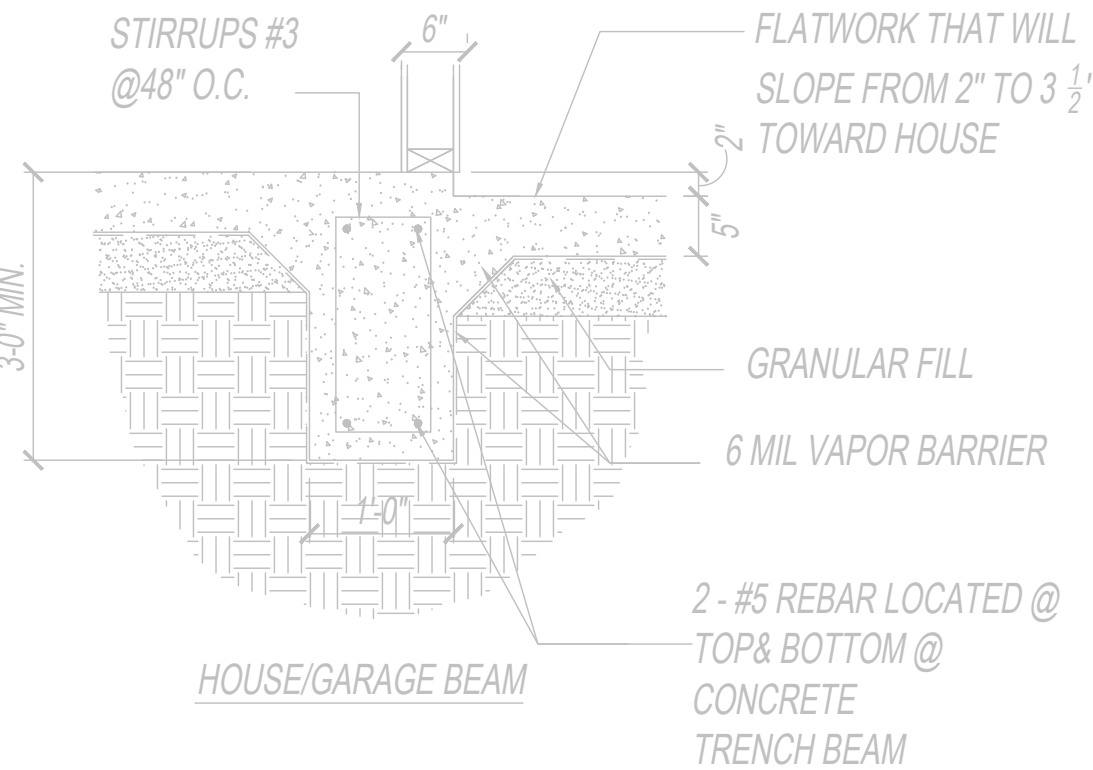 STIRRUPS #3
@48" O.C.
6"
FLATWORK THAT WILL
SLOPE FROM 2" TO 3 1/2'
TOWARD HOUSE
2"
5"
3-0" MIN.
GRANULAR FILL
6 MIL VAPOR BARRIER
1'-0"
2 - #5 REBAR LOCATED @
TOP& BOTTOM @
CONCRETE
TRENCH BEAM
HOUSE/GARAGE BEAM